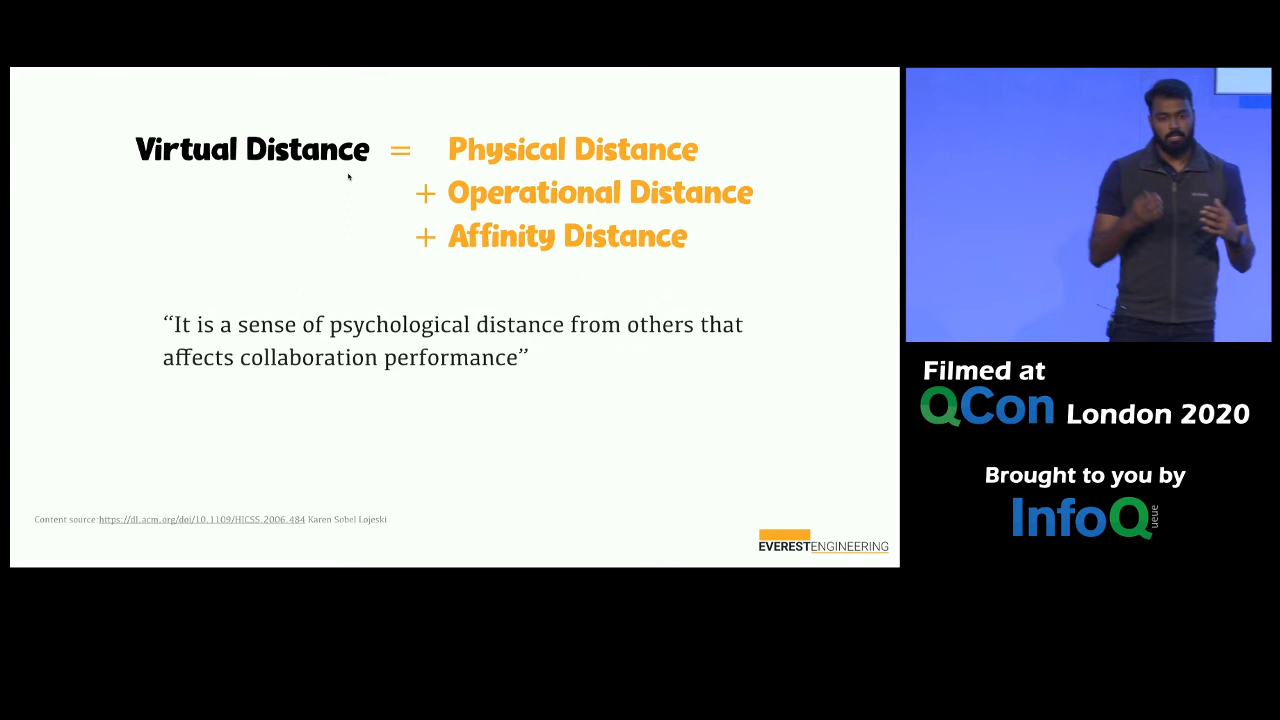 Virtual Distance = Physical Distance
+ Operational Distance
+ Affinity Distance
“It is a sense of psychological distance from others that
affects collaboration performance”
Content source:https://dl.acm.org/doi/10.1109/HICSS.2006.484 Karen Sobel Lojeski
EVERESTENGINEERING
Filmed at
QCon London 2020
Brought to you by
InfoQueue